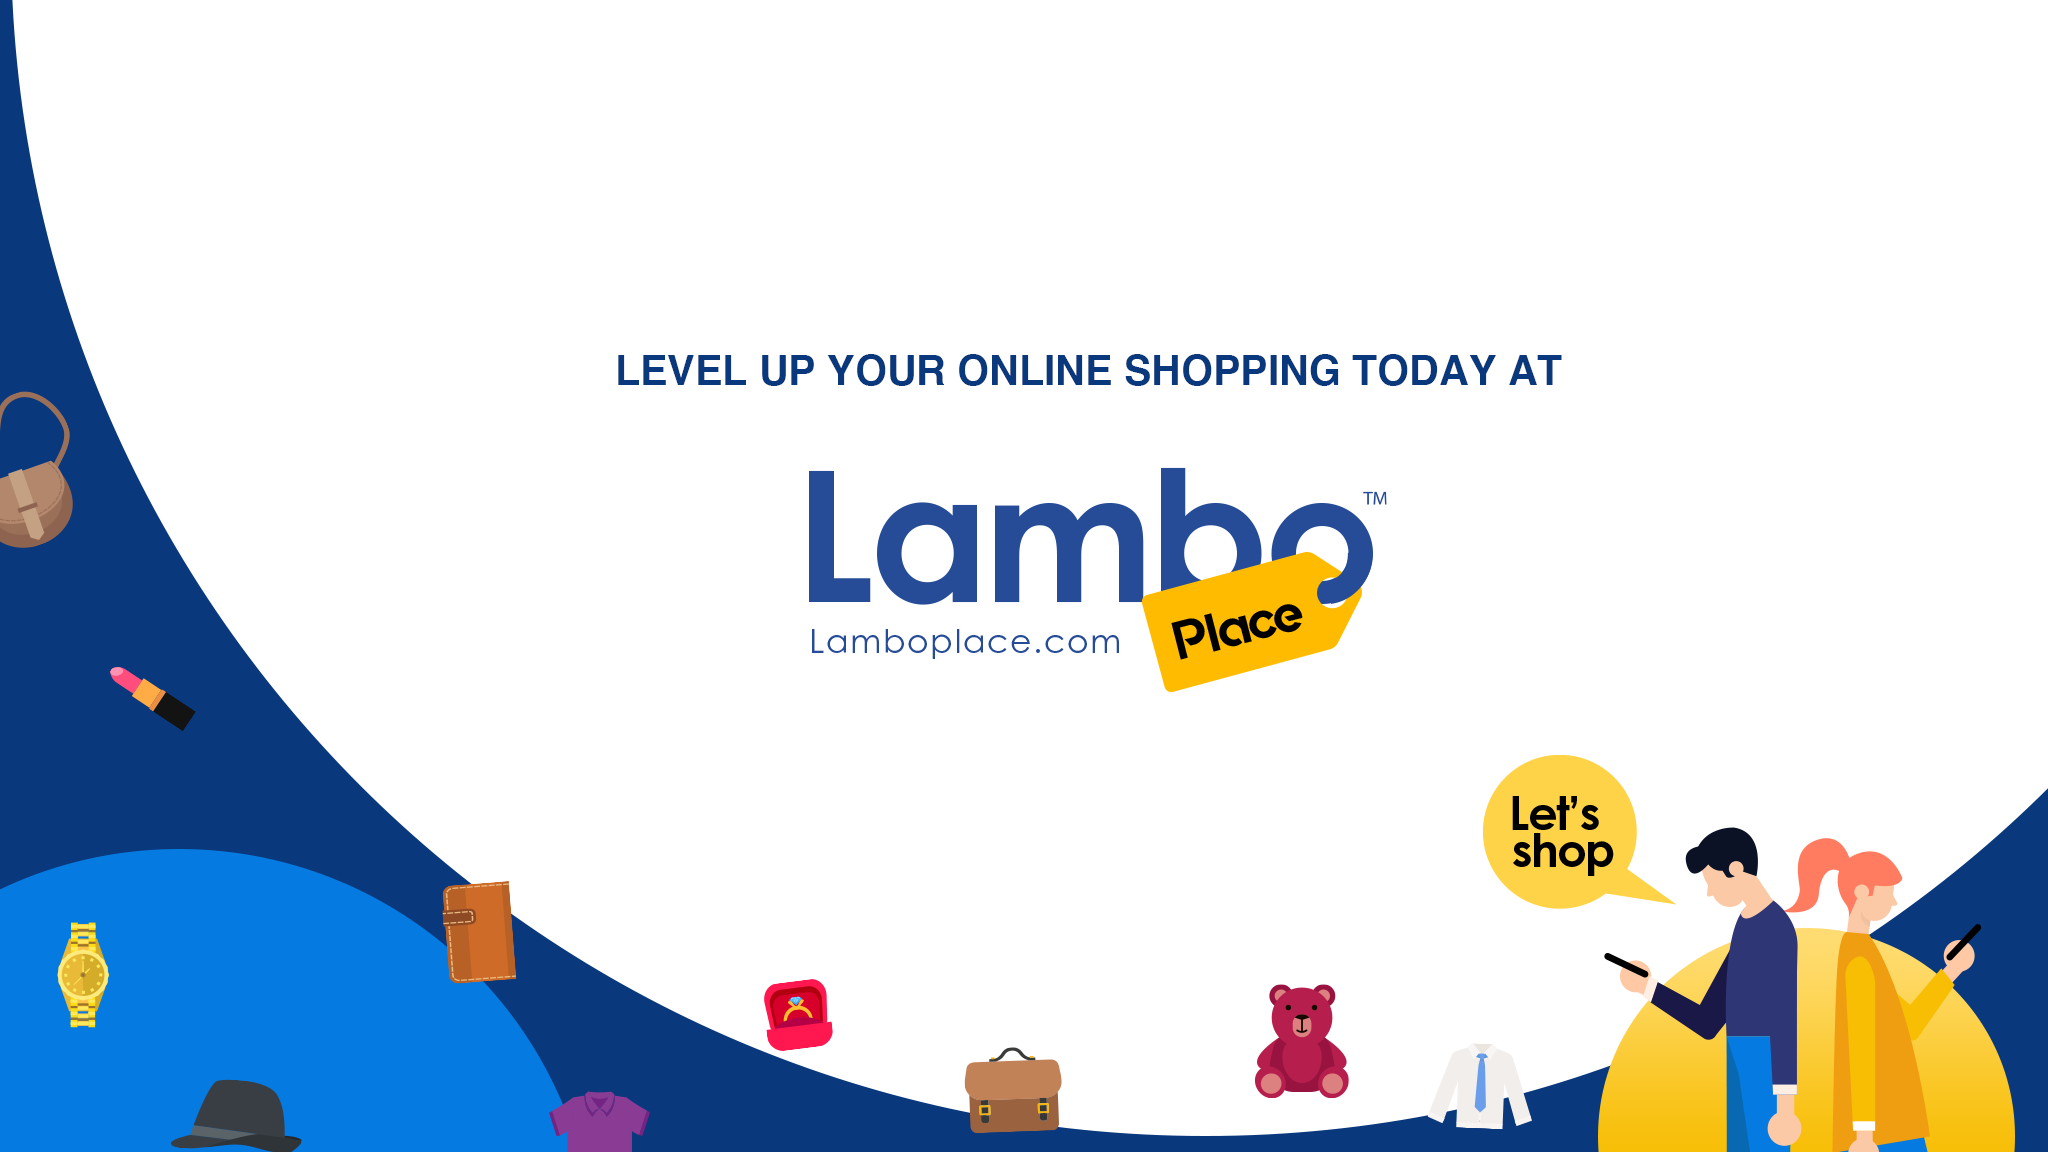 LEVEL UP YOUR ONLINE SHOPPING TODAY AT
Lambo™
Place
Lamboplace.com
Let's
shop